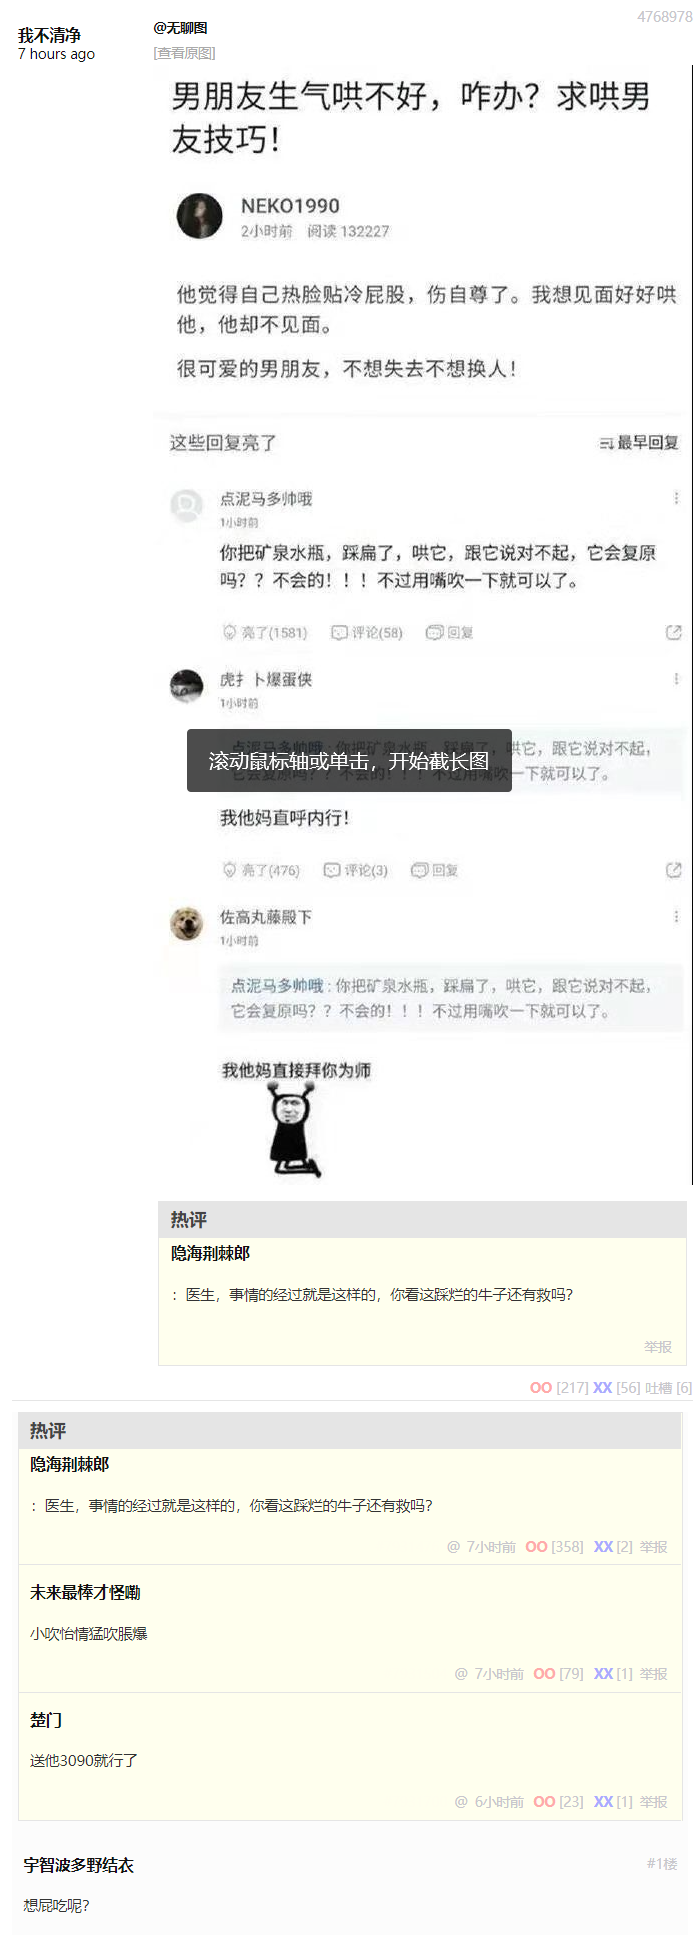 4768978
我不清净
7 hours ago
@无聊图
[查看原图]
男朋友生气哄不好，咋办？求哄男
友技巧！
NEKO1990
2小时前 阅读 132227
他觉得自己热脸贴冷屁股，伤自尊了。我想见面好好哄
他，他却不见面。
很可爱的男朋友，不想失去不想换人！
这些回复亮了
最早回复
点泥马多帅哦
1小时前
你把矿泉水瓶，踩扁了，哄它，跟它说对不起，它会复原
吗？？不会的！！！不过用嘴吹一下就可以了。
亮了(1581) 评论(58) 回复
虎扌卜爆蛋侠
1小时前
点泥马多帅哦：你把矿泉水瓶，踩扁了，哄它，跟它说对不起，
它会复原吗？？不会的！！！不过用嘴吹一下就可以了。
滚动鼠标轴或单击，开始截长图
我他妈直呼内行！
亮了(476) 评论(3) 回复
佐高丸藤殿下
1小时前
点泥马多帅哦：你把矿泉水瓶，踩扁了，哄它，跟它说对不起，
它会复原吗？？不会的！！！不过用嘴吹一下就可以了。
我他妈直接拜你为师
热评
隐海荆棘郎
：医生，事情的经过就是这样的，你看这踩烂的牛子还有救吗?
举报
OO [217] XX [56] 吐槽 [6]
热评
隐海荆棘郎
：医生，事情的经过就是这样的，你看这踩烂的牛子还有救吗?
@ 7小时前 OO [358] XX [2] 举报
未来最棒才怪嘞
小吹怡情猛吹脹爆
@ 7小时前 OO [79] XX [1] 举报
楚门
送他3090就行了
@ 6小时前 OO [23] XX [1] 举报
宇智波多野结衣
#1楼
想屁吃呢?